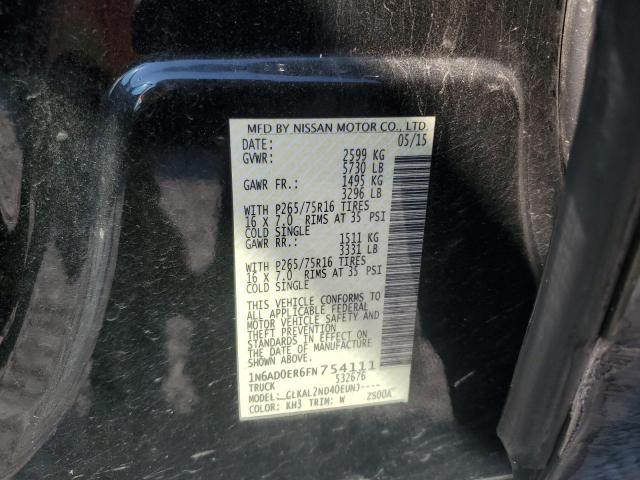 MFD BY NISSAN MOTOR CO., LTD.
DATE: 05/15
GVWR: 2599 KG
5730 LB
GAWR FR.: 1495 KG
3296 LB
WITH P265/75R16 TIRES
16 X 7.0 RIMS AT 35 PSI
COLD SINGLE
GAWR RR.: 1511 KG
3331 LB
WITH P265/75R16 TIRES
16 X 7.0 RIMS AT 35 PSI
COLD SINGLE
THIS VEHICLE CONFORMS TO
ALL APPLICABLE FEDERAL
MOTOR VEHICLE SAFETY AND
THEFT PREVENTION
STANDARDS IN EFFECT ON
THE DATE OF MANUFACTURE
SHOWN ABOVE.
1N6AD0ER6FN754111
TRUCK 532676
MODEL: GLKAL2ND40EUNJ----
COLOR: KH3 TRIM: W ZS00A